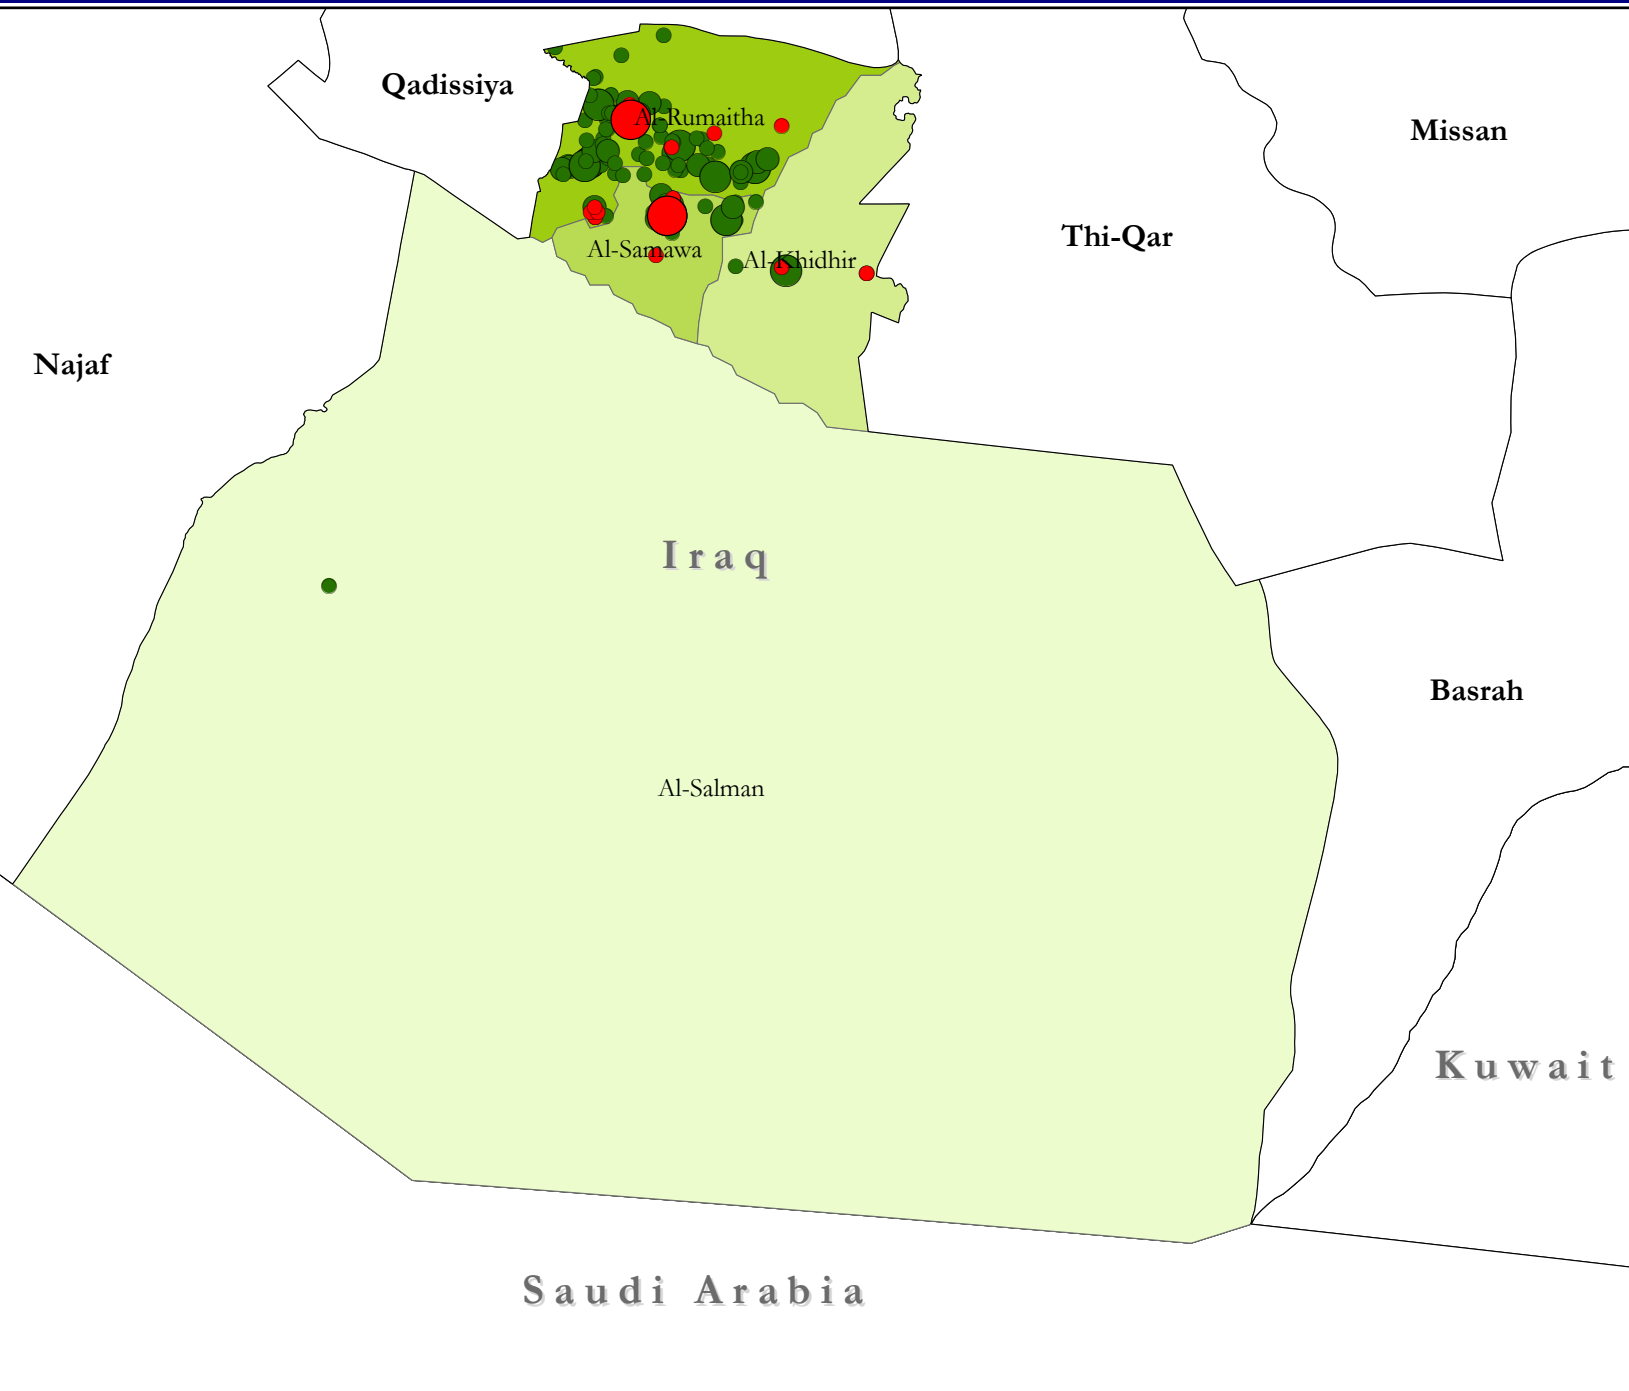 Qadissiya
Al-Rumaitha
Missan
Thi-Qar
Al-Samawa
Al-Khidhir
Najaf
Iraq
Basrah
Al-Salman
Kuwait
Saudi Arabia